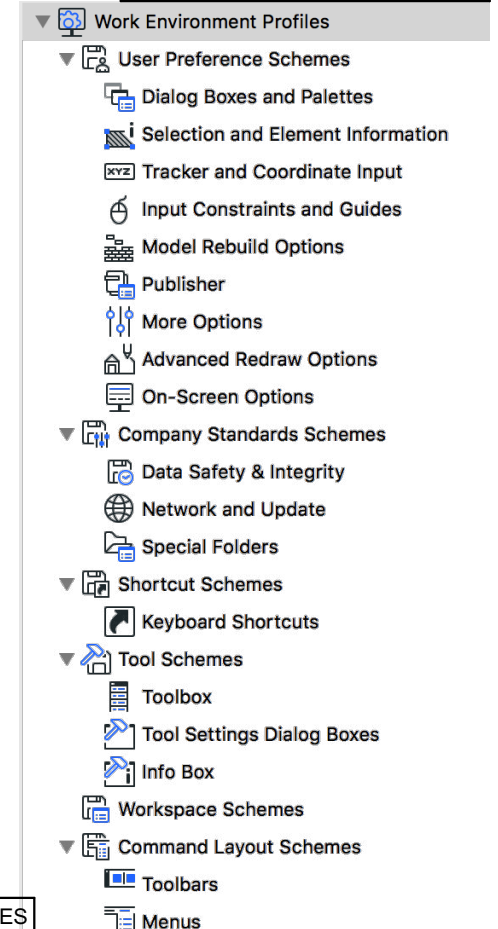 Work Environment Profiles
User Preference Schemes
Dialog Boxes and Palettes
Selection and Element Information
XYZ Tracker and Coordinate Input
Input Constraints and Guides
Model Rebuild Options
Publisher
More Options
Advanced Redraw Options
On-Screen Options
Company Standards Schemes
Data Safety & Integrity
Network and Update
Special Folders
Shortcut Schemes
Keyboard Shortcuts
Tool Schemes
Toolbox
Tool Settings Dialog Boxes
Info Box
Workspace Schemes
Command Layout Schemes
Toolbars
ES
Menus